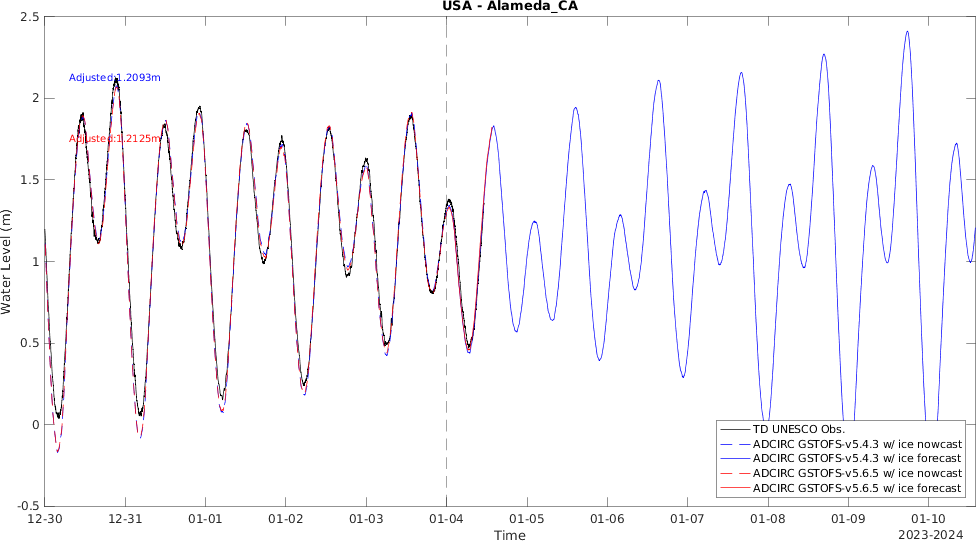 USA - Alameda_CA
2.5
2
1.5
1
0.5
0
-0.5
Water Level (m)
Adjusted:1.2093m
Adjusted:1.2125m
TD UNESCO Obs.
ADCIRC GSTOFS-v5.4.3 w/ ice nowcast
ADCIRC GSTOFS-v5.4.3 w/ ice forecast
ADCIRC GSTOFS-v5.6.5 w/ ice nowcast
ADCIRC GSTOFS-v5.6.5 w/ ice forecast
12-30 12-31 01-01 01-02 01-03 01-04 01-05 01-06 01-07 01-08 01-09 01-10
Time
2023-2024